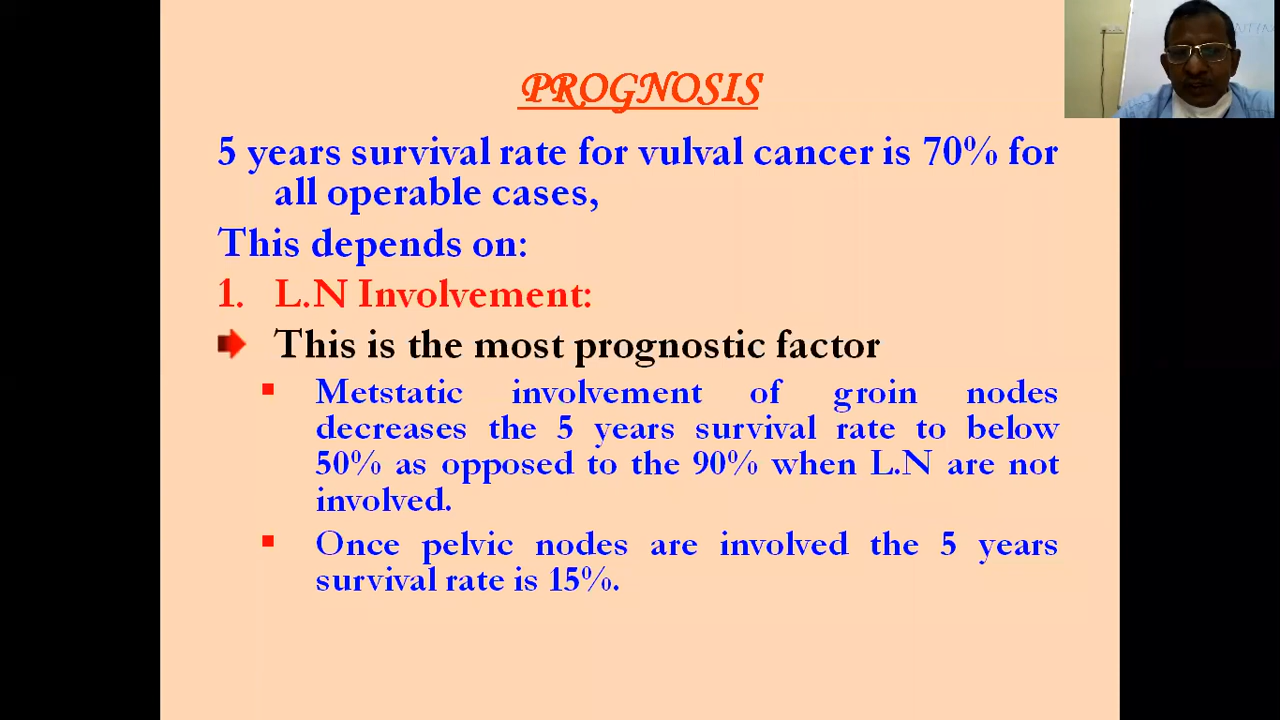 PROGNOSIS
5 years survival rate for vulval cancer is 70% for
all operable cases,
This depends on:
1. L.N Involvement:
This is the most prognostic factor
Metstatic involvement of groin nodes
decreases the 5 years survival rate to below
50% as opposed to the 90% when L.N are not
involved.
Once pelvic nodes are involved the 5 years
survival rate is 15%.